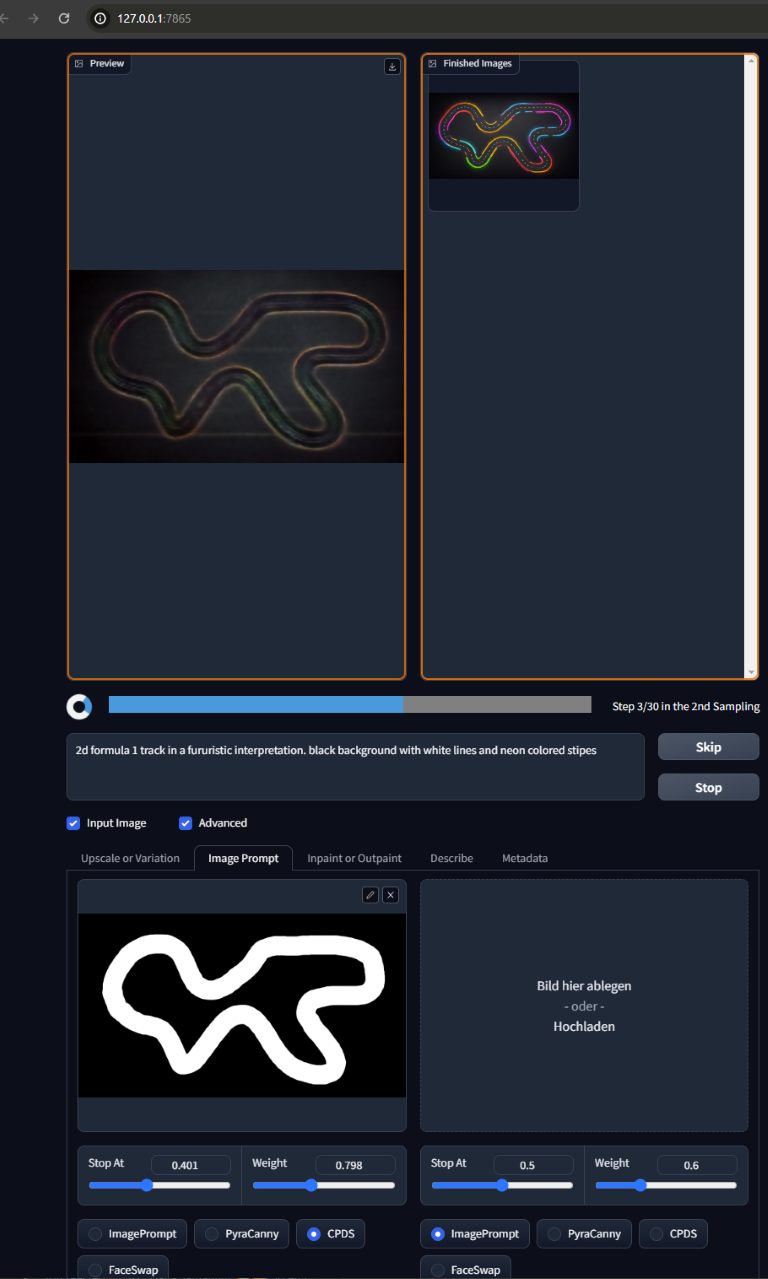 127.0.0.1:7865
Preview
Finished Images
Step 3/30 in the 2nd Sampling
2d formula 1 track in a fururistic interpretation. black background with white lines and neon colored stipes
Skip
Stop
Input Image
Advanced
Upscale or Variation
Image Prompt
Inpaint or Outpaint
Describe
Metadata
Bild hier ablegen
- oder -
Hochladen
Stop At
0.401
Weight
0.798
Stop At
0.5
Weight
0.6
ImagePrompt
PyraCanny
CPDS
ImagePrompt
PyraCanny
CPDS
FaceSwap
FaceSwap